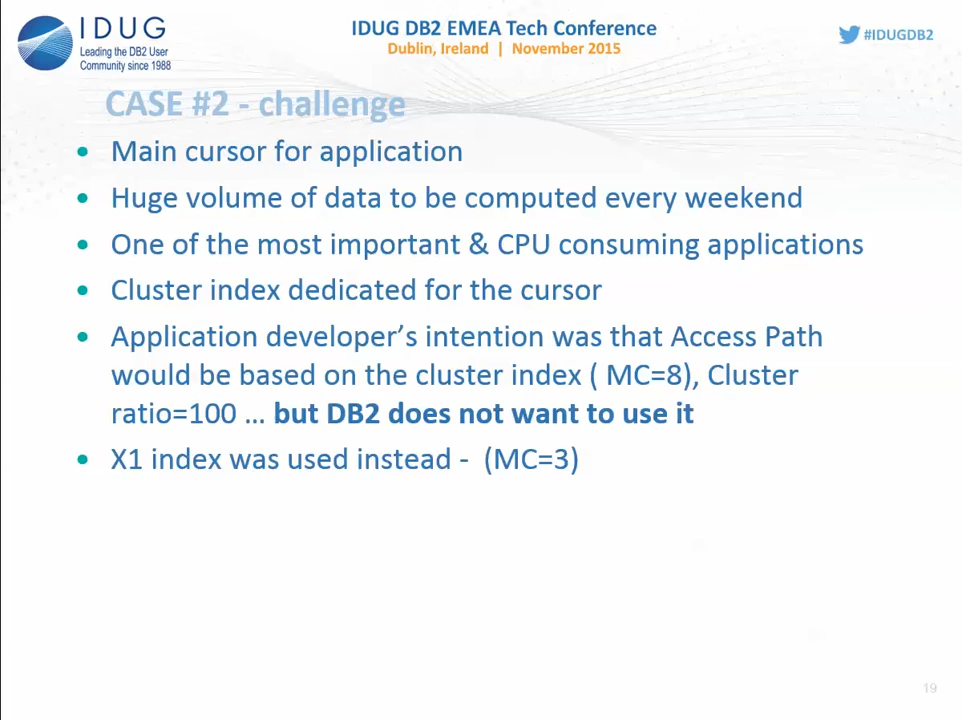 IDUG
Leading the DB2 User
Community since 1988
IDUG DB2 EMEA Tech Conference
Dublin, Ireland | November 2015
#IDUGDB2
CASE #2 - challenge
• Main cursor for application
• Huge volume of data to be computed every weekend
• One of the most important & CPU consuming applications
• Cluster index dedicated for the cursor
• Application developer’s intention was that Access Path
would be based on the cluster index ( MC=8), Cluster
ratio=100 … but DB2 does not want to use it
• X1 index was used instead - (MC=3)
19